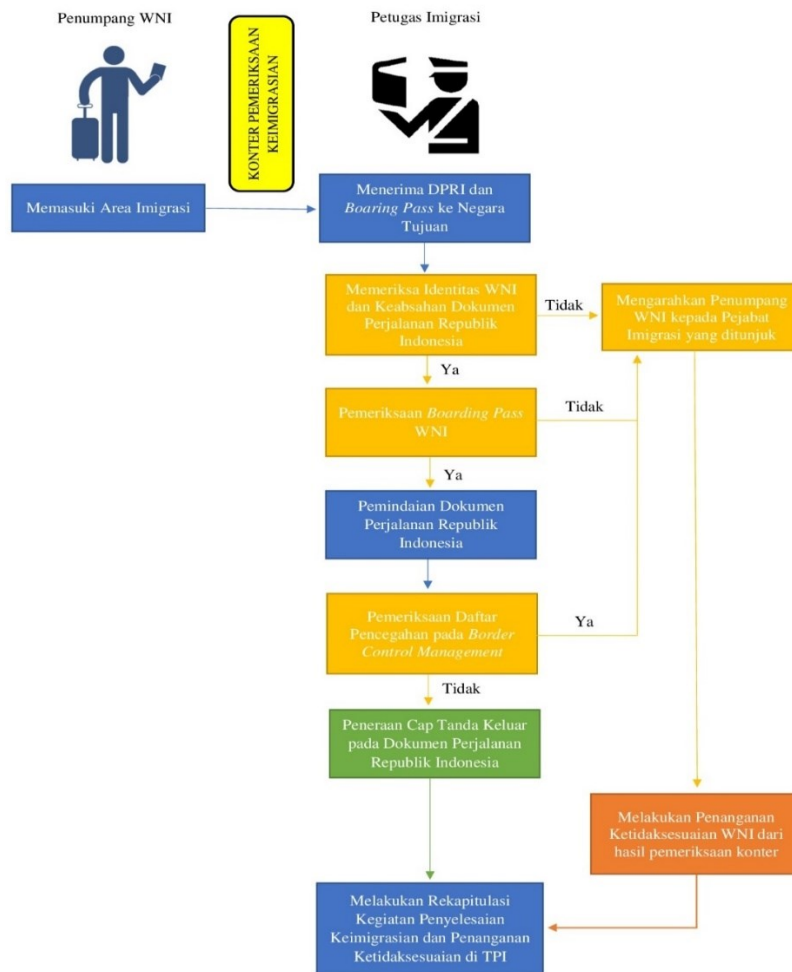 Penumpang WNI
KONTER PEMERIKSAAN
KEIMIGRASIAN
Petugas Imigrasi
Memasuki Area Imigrasi
Menerima DPRI dan
Boaring Pass ke Negara
Tujuan
Memeriksa Identitas WNI
dan Keabsahan Dokumen
Perjalanan Republik
Indonesia
Tidak
Mengarahkan Penumpang
WNI kepada Pejabat
Imigrasi yang ditunjuk
Ya
Pemeriksaan Boarding Pass
WNI
Tidak
Ya
Pemindaian Dokumen
Perjalanan Republik
Indonesia
Pemeriksaan Daftar
Pencegahan pada Border
Control Management
Ya
Tidak
Peneraan Cap Tanda Keluar
pada Dokumen Perjalanan
Republik Indonesia
Melakukan Penanganan
Ketidaksesuaian WNI dari
hasil pemeriksaan konter
Melakukan Rekapitulasi
Kegiatan Penyelesaian
Keimigrasian dan Penanganan
Ketidaksesuaian di TPI